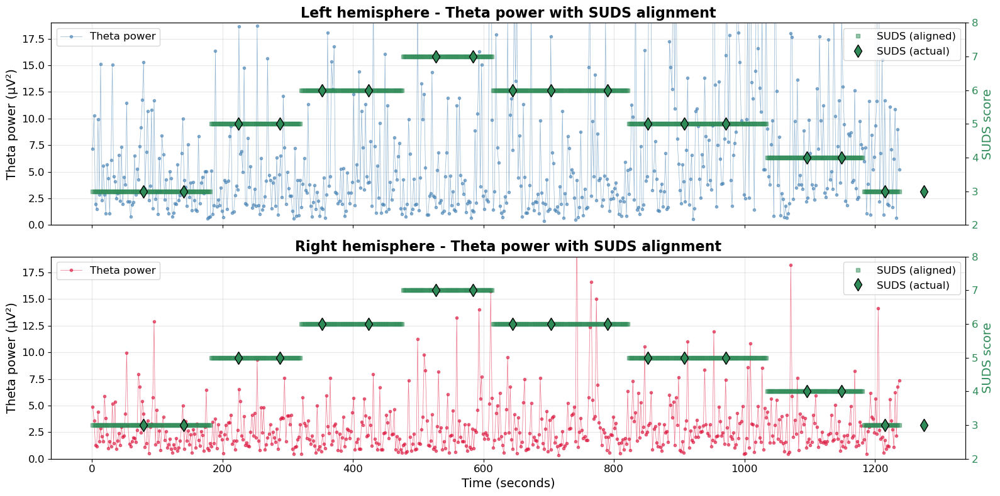 Left hemisphere - Theta power with SUDS alignment
Theta power
SUDS (aligned)
SUDS (actual)
Theta power (µV²)
17.5
15.0
12.5
10.0
7.5
5.0
2.5
0.0
8
7
6
5
4
3
2
SUDS score
Right hemisphere - Theta power with SUDS alignment
Theta power
SUDS (aligned)
SUDS (actual)
Theta power (µV²)
17.5
15.0
12.5
10.0
7.5
5.0
2.5
0.0
8
7
6
5
4
3
2
SUDS score
0 200 400 600 800 1000 1200
Time (seconds)